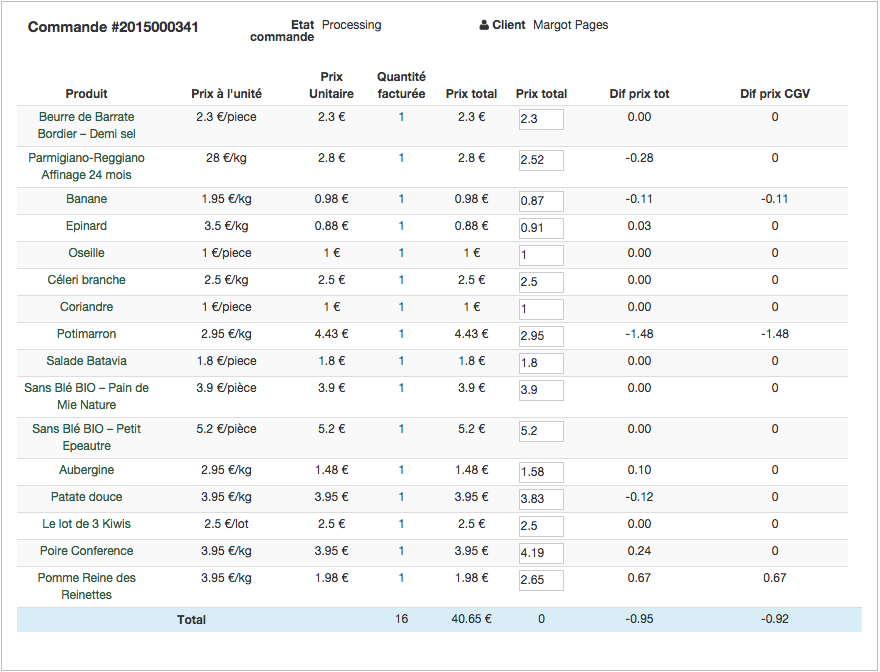 Commande #2015000341 Etat commande Processing Client Margot Pages
Produit Prix à l'unité Prix Unitaire Quantité facturée Prix total Prix total Dif prix tot Dif prix CGV
Beurre de Barrate Bordier – Demi sel 2.3 €/piece 2.3 € 1 2.3 € 2.3 0.00 0
Parmigiano-Reggiano Affinage 24 mois 28 €/kg 2.8 € 1 2.8 € 2.52 -0.28 0
Banane 1.95 €/kg 0.98 € 1 0.98 € 0.87 -0.11 -0.11
Epinard 3.5 €/kg 0.88 € 1 0.88 € 0.91 0.03 0
Oseille 1 €/piece 1 € 1 1 € 1 0.00 0
Céleri branche 2.5 €/kg 2.5 € 1 2.5 € 2.5 0.00 0
Coriandre 1 €/piece 1 € 1 1 € 1 0.00 0
Potimarron 2.95 €/kg 4.43 € 1 4.43 € 2.95 -1.48 -1.48
Salade Batavia 1.8 €/piece 1.8 € 1 1.8 € 1.8 0.00 0
Sans Blé BIO – Pain de Mie Nature 3.9 €/pièce 3.9 € 1 3.9 € 3.9 0.00 0
Sans Blé BIO – Petit Epeautre 5.2 €/pièce 5.2 € 1 5.2 € 5.2 0.00 0
Aubergine 2.95 €/kg 1.48 € 1 1.48 € 1.58 0.10 0
Patate douce 3.95 €/kg 3.95 € 1 3.95 € 3.83 -0.12 0
Le lot de 3 Kiwis 2.5 €/lot 2.5 € 1 2.5 € 2.5 0.00 0
Poire Conference 3.95 €/kg 3.95 € 1 3.95 € 4.19 0.24 0
Pomme Reine des Reinettes 3.95 €/kg 1.98 € 1 1.98 € 2.65 0.67 0.67
Total 16 40.65 € 0 -0.95 -0.92